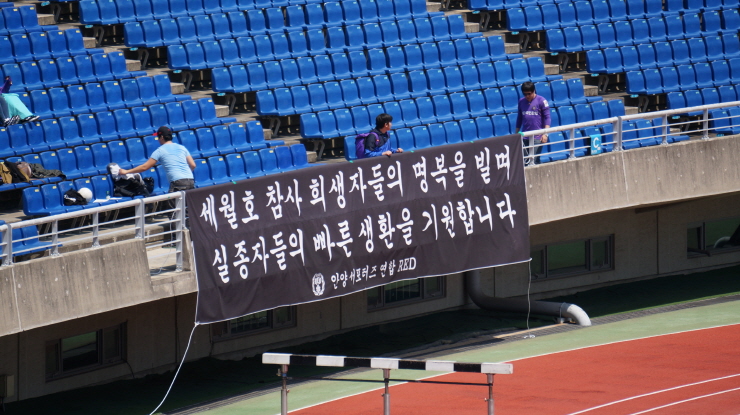 세월호 참사 희생자들의 명복을 빌며
실종자들의 빠른 생환을 기원합니다
안양서포터즈 연합 RED
C